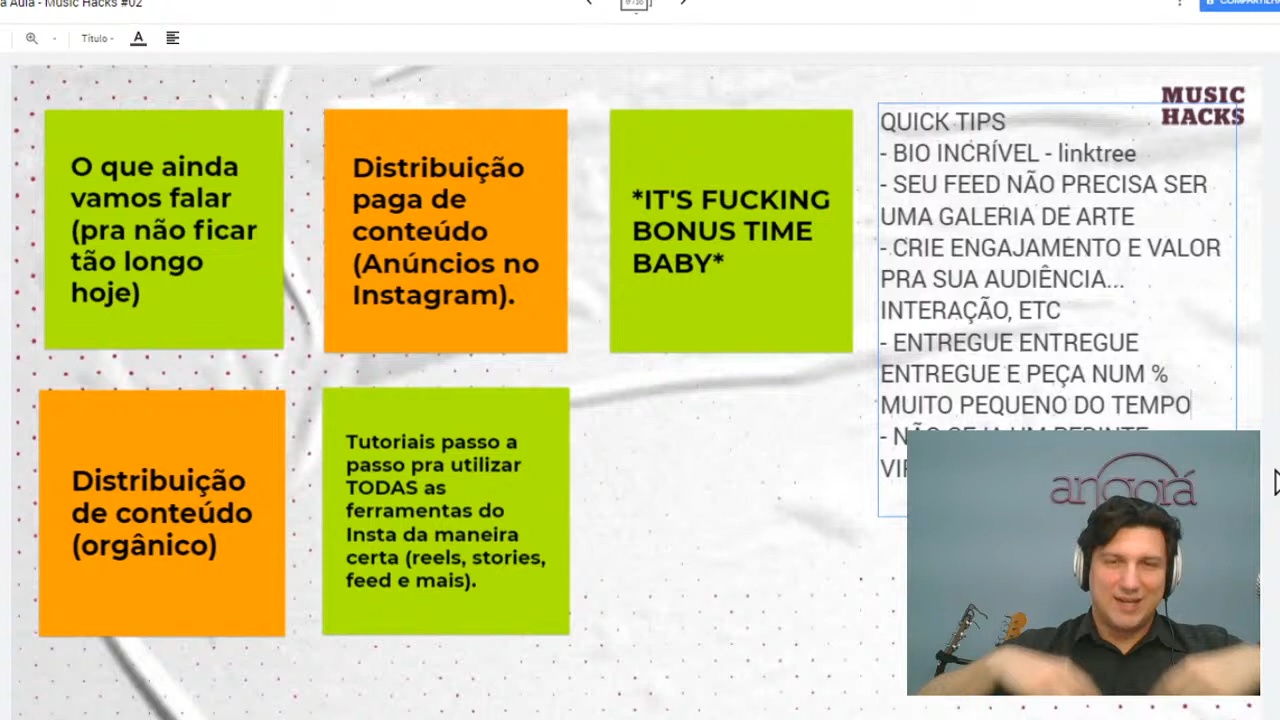 a Aula - Music Hacks #02
Título
MUSIC
HACKS
O que ainda
vamos falar
(pra não ficar
tão longo
hoje)
Distribuição
paga de
conteúdo
(Anúncios no
Instagram).
*IT'S FUCKING
BONUS TIME
BABY*
QUICK TIPS
- BIO INCRÍVEL - linktree
- SEU FEED NÃO PRECISA SER
UMA GALERIA DE ARTE
- CRIE ENGAJAMENTO E VALOR
PRA SUA AUDIÊNCIA...
INTERAÇÃO, ETC
- ENTREGUE ENTREGUE
ENTREGUE E PEÇA NUM %
MUITO PEQUENO DO TEMPO
Distribuição
de conteúdo
(orgânico)
Tutoriais passo a
passo pra utilizar
TODAS as
ferramentas do
Insta da maneira
certa (reels, stories,
feed e mais).
angorá